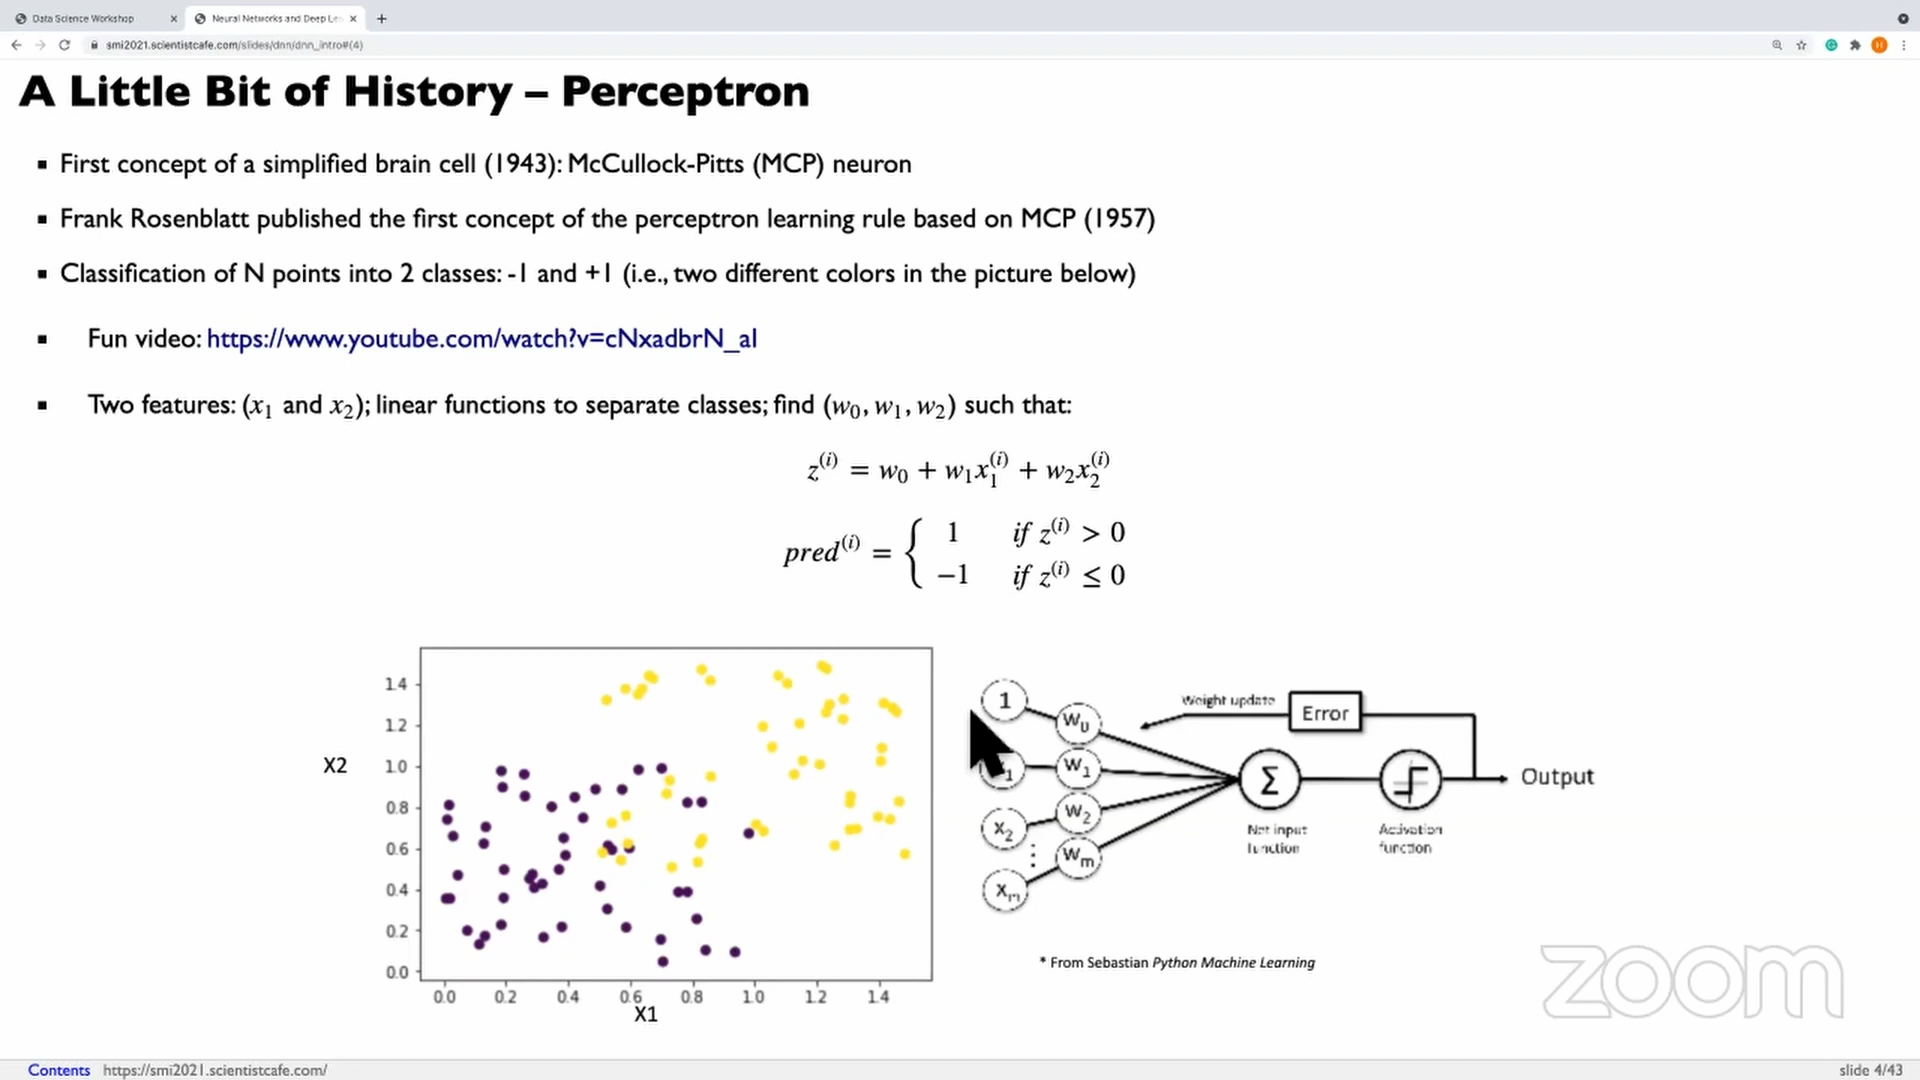 Data Science Workshop
Neural Networks and Deep Le
smi2021.scientistcafe.com/slides/dnn/dnn_intro#(4)
A Little Bit of History – Perceptron
▪ First concept of a simplified brain cell (1943): McCullock-Pitts (MCP) neuron
▪ Frank Rosenblatt published the first concept of the perceptron learning rule based on MCP (1957)
▪ Classification of N points into 2 classes: -1 and +1 (i.e., two different colors in the picture below)
▪ Fun video: https://www.youtube.com/watch?v=cNxadbrN_aI
▪ Two features: (x₁ and x₂); linear functions to separate classes; find (w₀, w₁, w₂) such that:
z⁽ⁱ⁾ = w₀ + w₁x₁⁽ⁱ⁾ + w₂x₂⁽ⁱ⁾
pred⁽ⁱ⁾ = { 1 if z⁽ⁱ⁾ > 0
−1 if z⁽ⁱ⁾ ≤ 0
1.4
1.2
X2
1.0
0.8
0.6
0.4
0.2
0.0
0.0 0.2 0.4 0.6 0.8 1.0 1.2 1.4
X1
1
w₀
Weight update
Error
₁
w₁
Σ
Output
x₂
w₂
⋮
wₘ
xₘ
Net input
function
Activation
function
* From Sebastian Python Machine Learning
zoom
Contents https://smi2021.scientistcafe.com/
slide 4/43